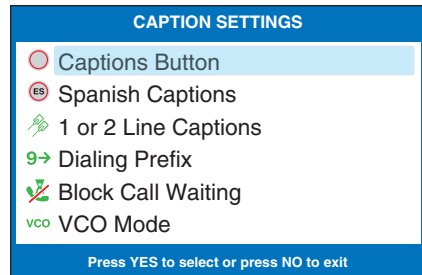 CAPTION SETTINGS
Captions Button
ES Spanish Captions
1 or 2 Line Captions
9→ Dialing Prefix
Block Call Waiting
VCO VCO Mode
Press YES to select or press NO to exit